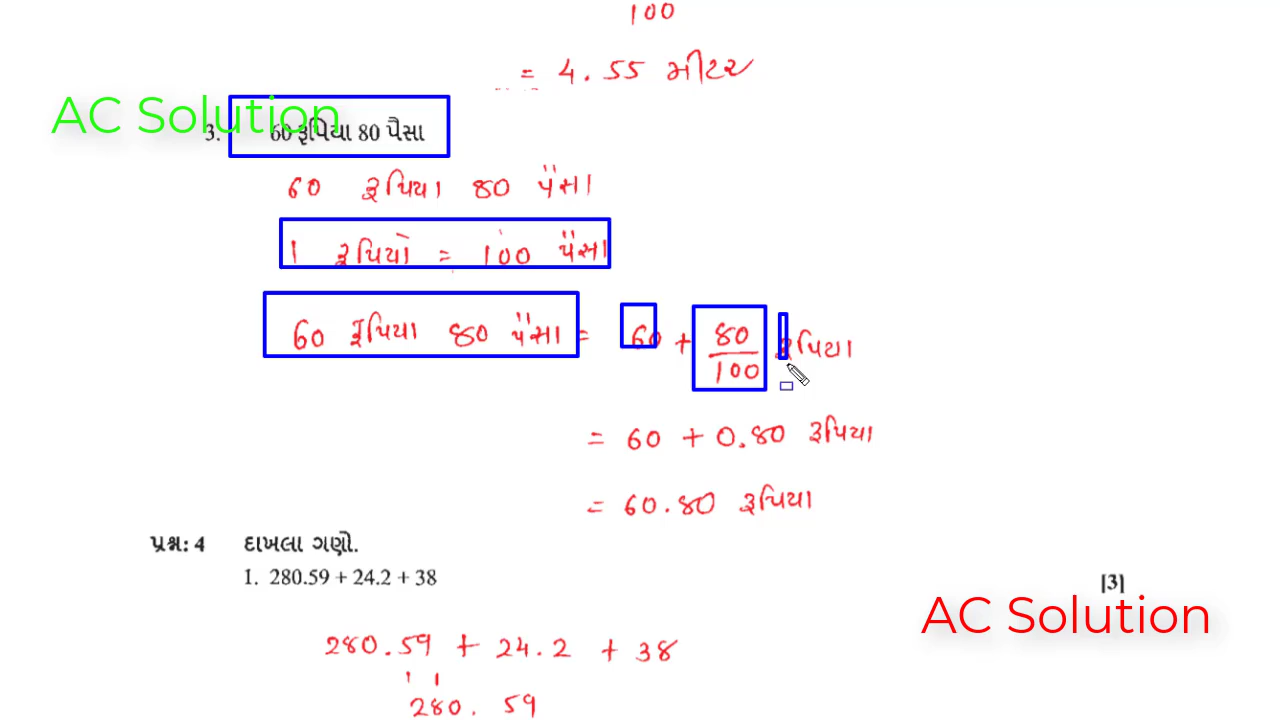 100
= 4.55 મીટર
AC Solution
3. 60 રૂપિયા 80 પૈસા
60 રૂપિયા 80 પૈસા
1 રૂપિયો = 100 પૈસા
60 રૂપિયા 80 પૈસા = 60 + 80/100 રૂપિયા
= 60 + 0.80 રૂપિયા
= 60.80 રૂપિયા
પ્રશ્ન: 4 દાખલા ગણો.
1. 280.59 + 24.2 + 38 [3]
AC Solution
280.59 + 24.2 + 38
1 1
280.59